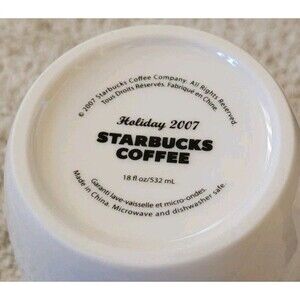 © 2007 Starbucks Coffee Company. All Rights Reserved.
Tous Droits Réservés. Fabriqué en Chine.
Holiday 2007
STARBUCKS
COFFEE
18 fl oz/532 mL
Garanti lave-vaisselle et micro-ondes.
Made in China. Microwave and dishwasher safe.